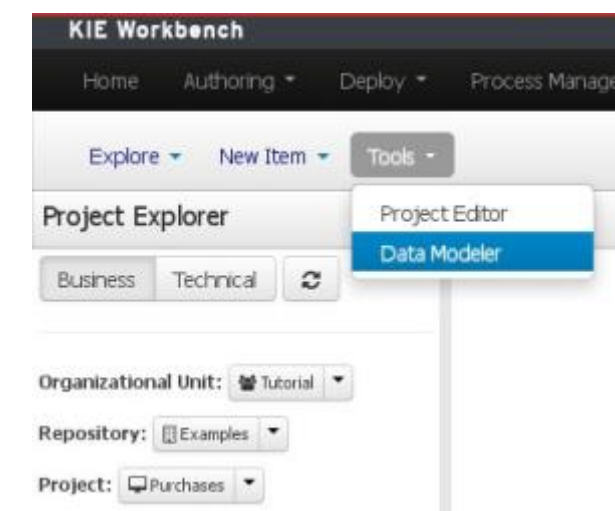 KIE Workbench
Home Authoring Deploy Process Manage
Explore New Item Tools
Project Explorer
Project Editor
Data Modeler
Business Technical
Organizational Unit: Tutorial
Repository: Examples
Project: Purchases